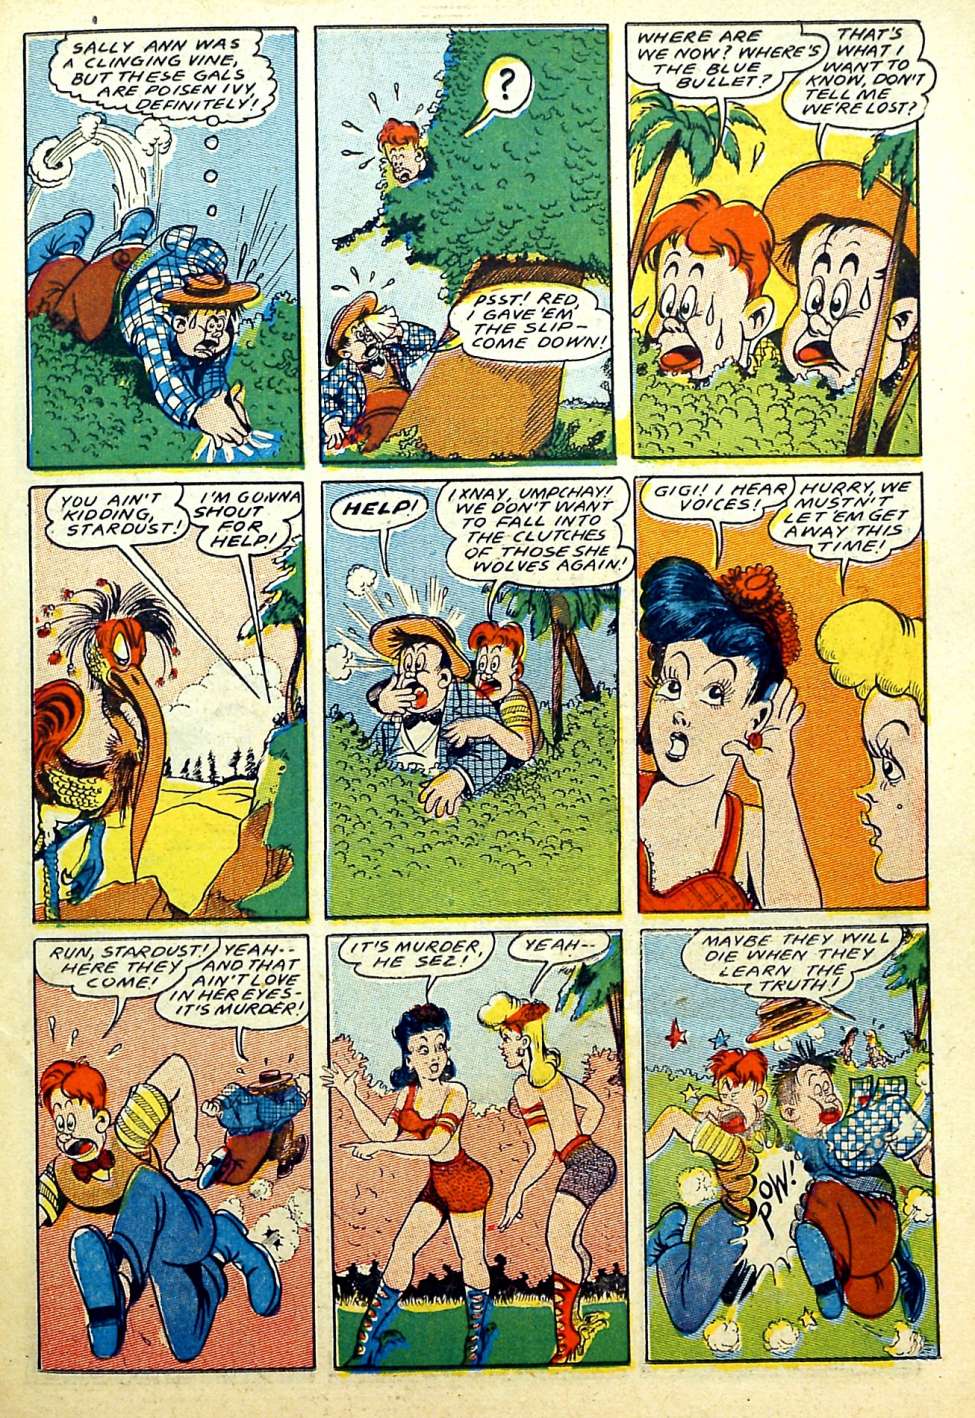 SALLY ANN WAS
A CLINGING VINE,
BUT THESE GALS
ARE POISEN IVY,
DEFINITELY!
?
PSST! RED,
I GAVE 'EM
THE SLIP-
COME DOWN!
WHERE ARE
WE NOW? WHERE'S
THE BLUE
BULLET?
THAT'S
WHAT I
WANT TO
KNOW, DON'T
TELL ME
WE'RE LOST?
YOU AIN'T
KIDDING,
STARDUST!
I'M GONNA
SHOUT
FOR
HELP!
HELP!
IXNAY, UMPCHAY!
WE DON'T WANT
TO FALL INTO
THE CLUTCHES
OF THOSE SHE
WOLVES AGAIN!
GIGI! I HEAR
VOICES!
HURRY, WE
MUSTN'T
LET 'EM GET
AWAY THIS
TIME!
RUN, STARDUST!
HERE THEY
COME!
YEAH--
AND THAT
AIN'T LOVE
IN HER EYES-
IT'S MURDER!
IT'S MURDER,
HE SEZ!
YEAH--
MAYBE THEY WILL
DIE WHEN THEY
LEARN THE
TRUTH!
POW!